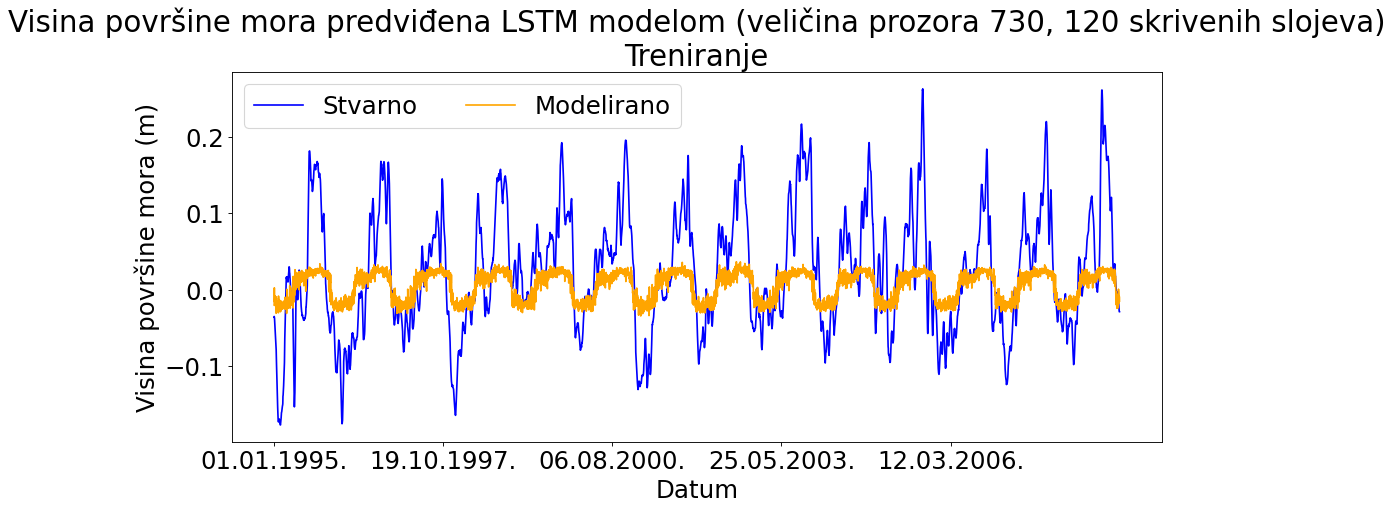 Visina površine mora predviđena LSTM modelom (veličina prozora 730, 120 skrivenih slojeva)
Treniranje
Stvarno
Modelirano
Visina površine mora (m)
0.2
0.1
0.0
−0.1
01.01.1995.
19.10.1997.
06.08.2000.
25.05.2003.
12.03.2006.
Datum